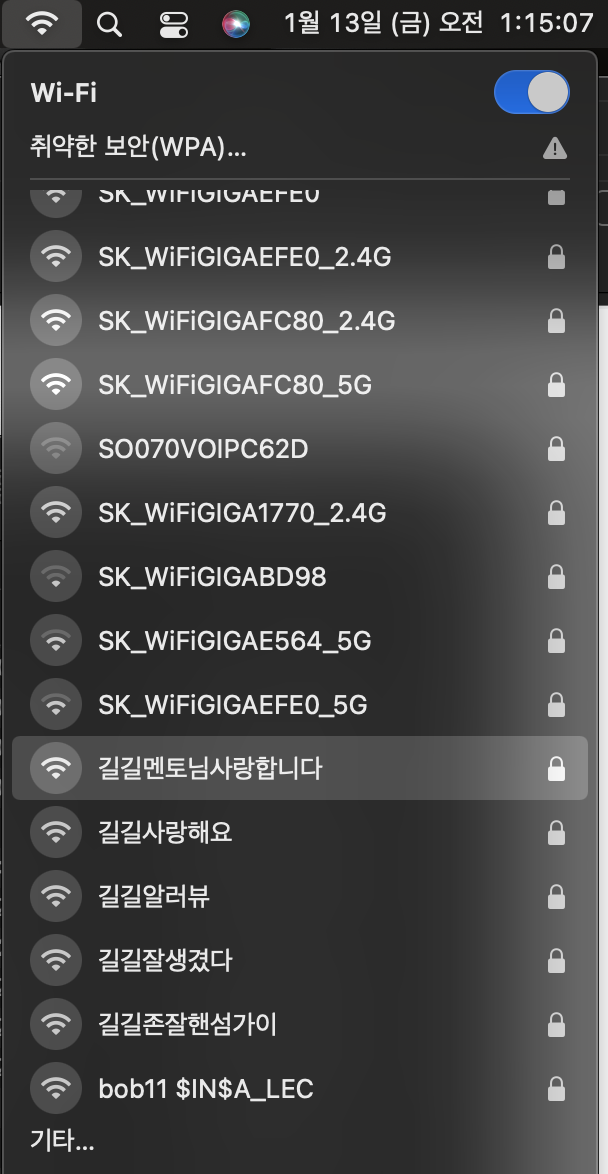 1월 13일 (금) 오전 1:15:07
Wi-Fi
취약한 보안(WPA)...
SK_WiFiGIGAEFE0
SK_WiFiGIGAEFE0_2.4G
SK_WiFiGIGAFC80_2.4G
SK_WiFiGIGAFC80_5G
SO070VOIPC62D
SK_WiFiGIGA1770_2.4G
SK_WiFiGIGABD98
SK_WiFiGIGAE564_5G
SK_WiFiGIGAEFE0_5G
길길멘토님사랑합니다
길길사랑해요
길길알러뷰
길길잘생겼다
길길존잘핸섬가이
bob11 $IN$A_LEC
기타...